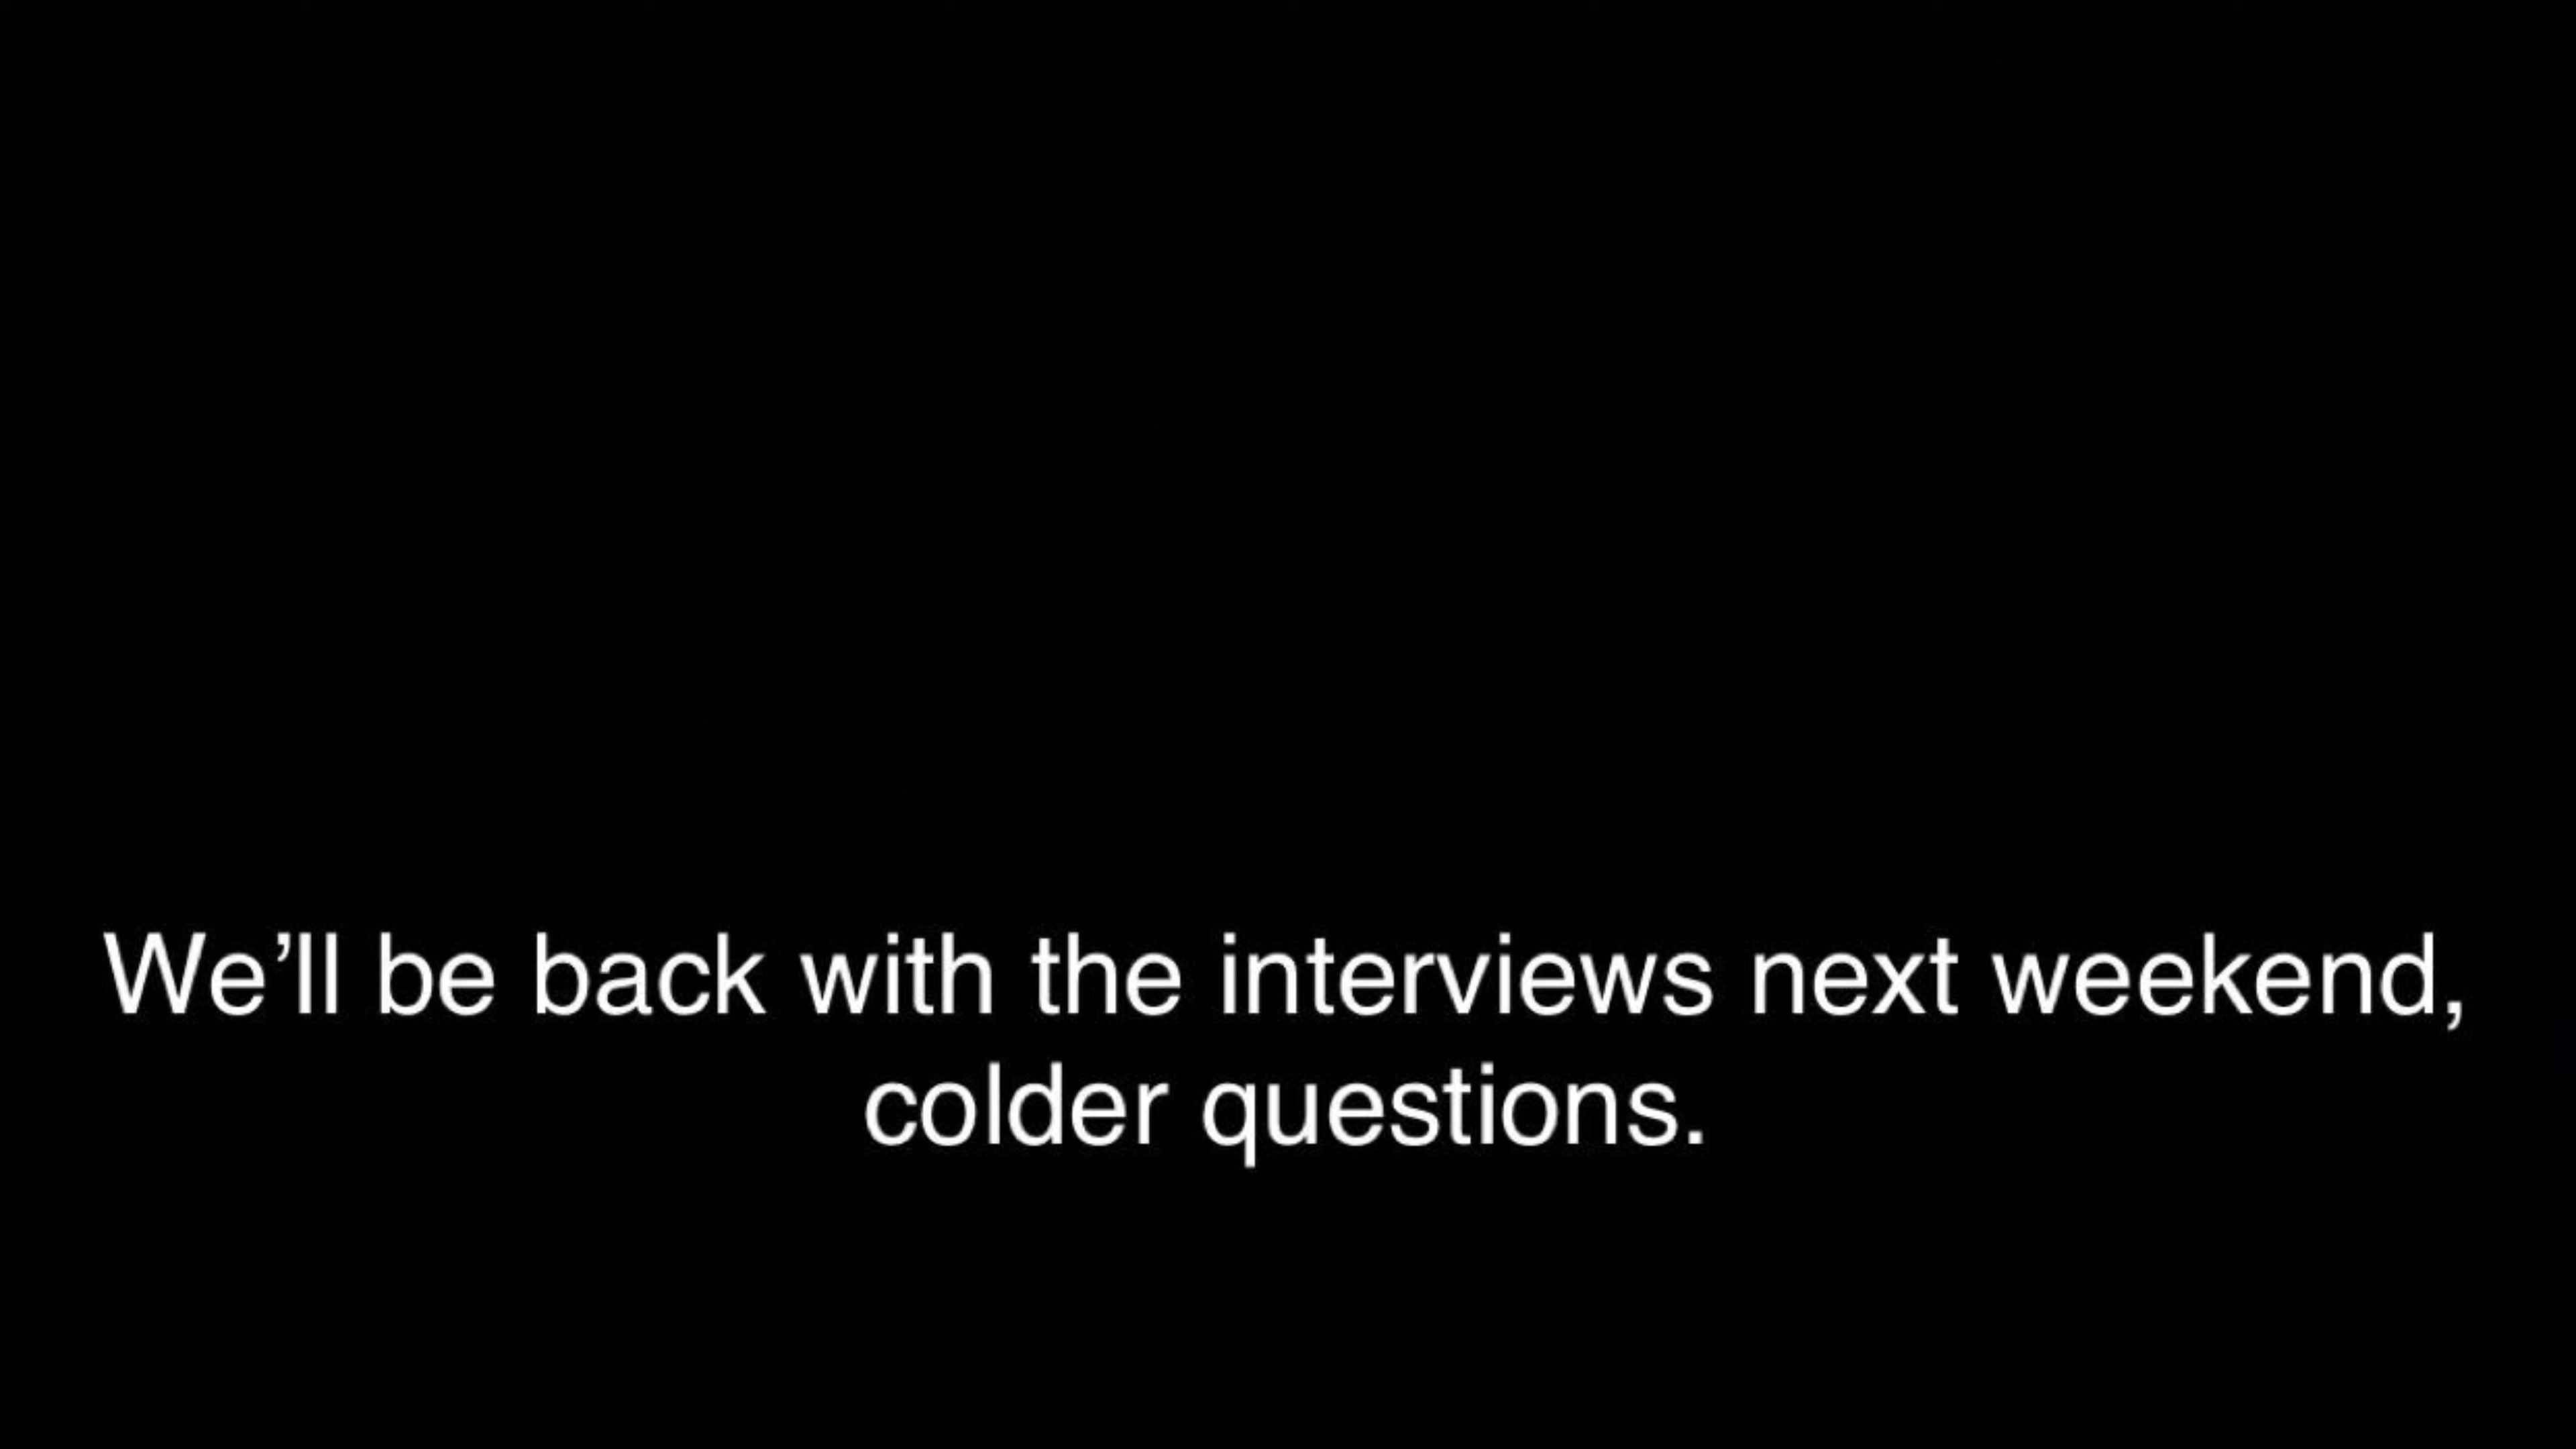 We’ll be back with the interviews next weekend,
colder questions.